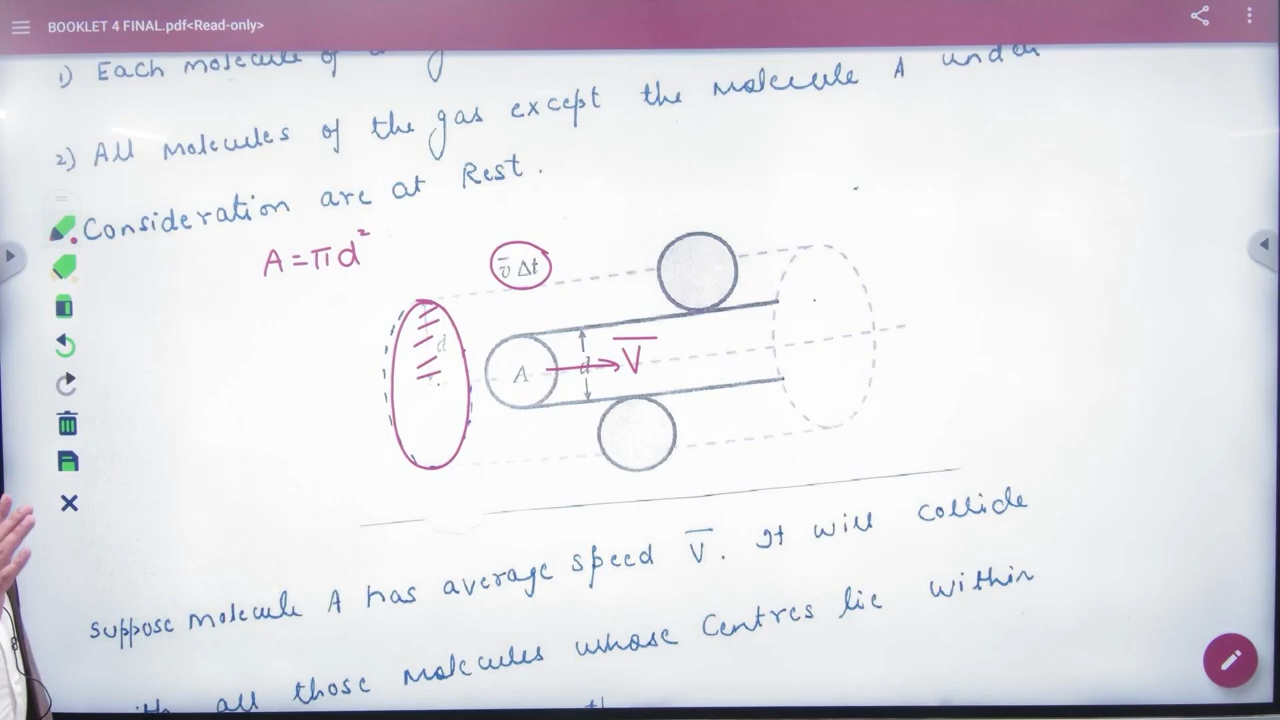 BOOKLET 4 FINAL.pdf<Read-only>
1) Each molecule of
2) All molecules of the gas except the molecule A under
Consideration are at Rest.
A = πd²
v̅ Δt
d
A
d
V̅
suppose molecule A has average speed V̅. It will collide
with all those molecules whose Centres lie within